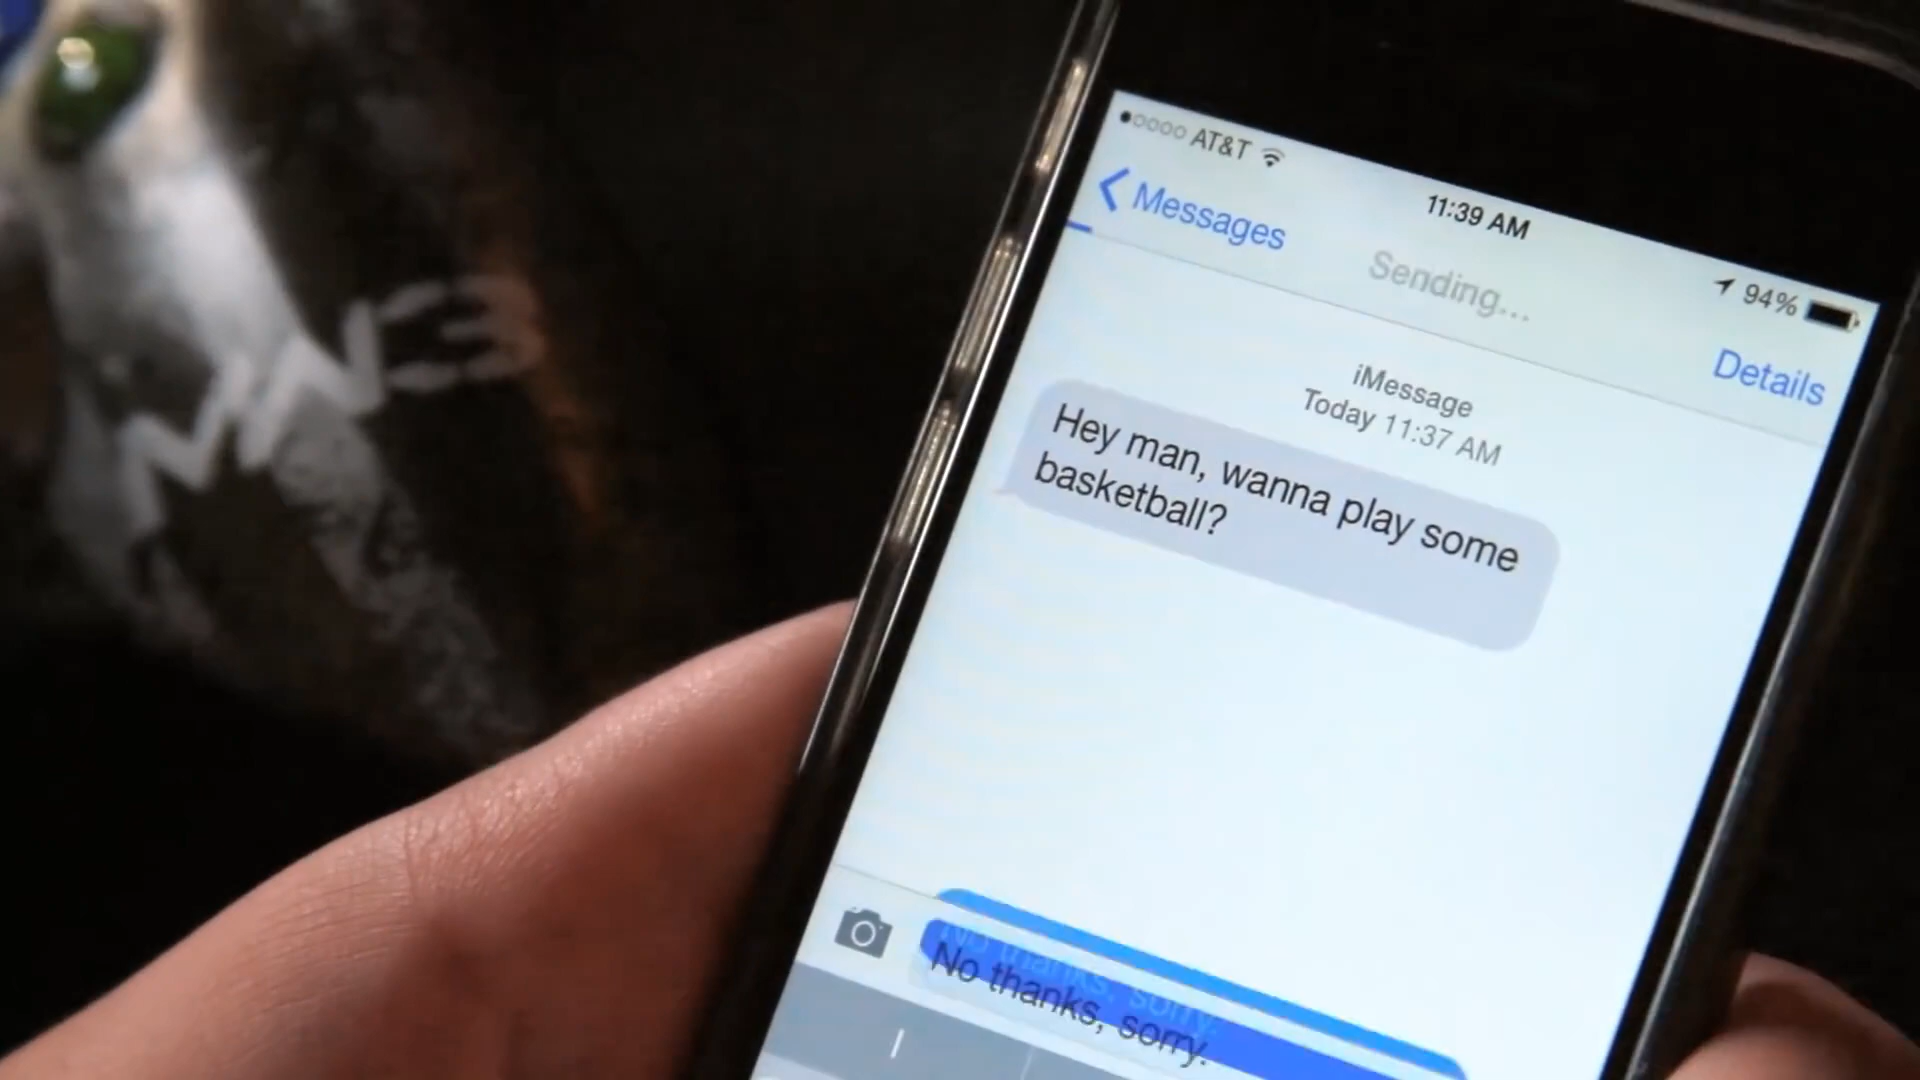 AT&T
11:39 AM
94%
Messages
Sending...
Details
iMessage
Today 11:37 AM
Hey man, wanna play some
basketball?
No thanks, sorry.
No thanks, sorry.